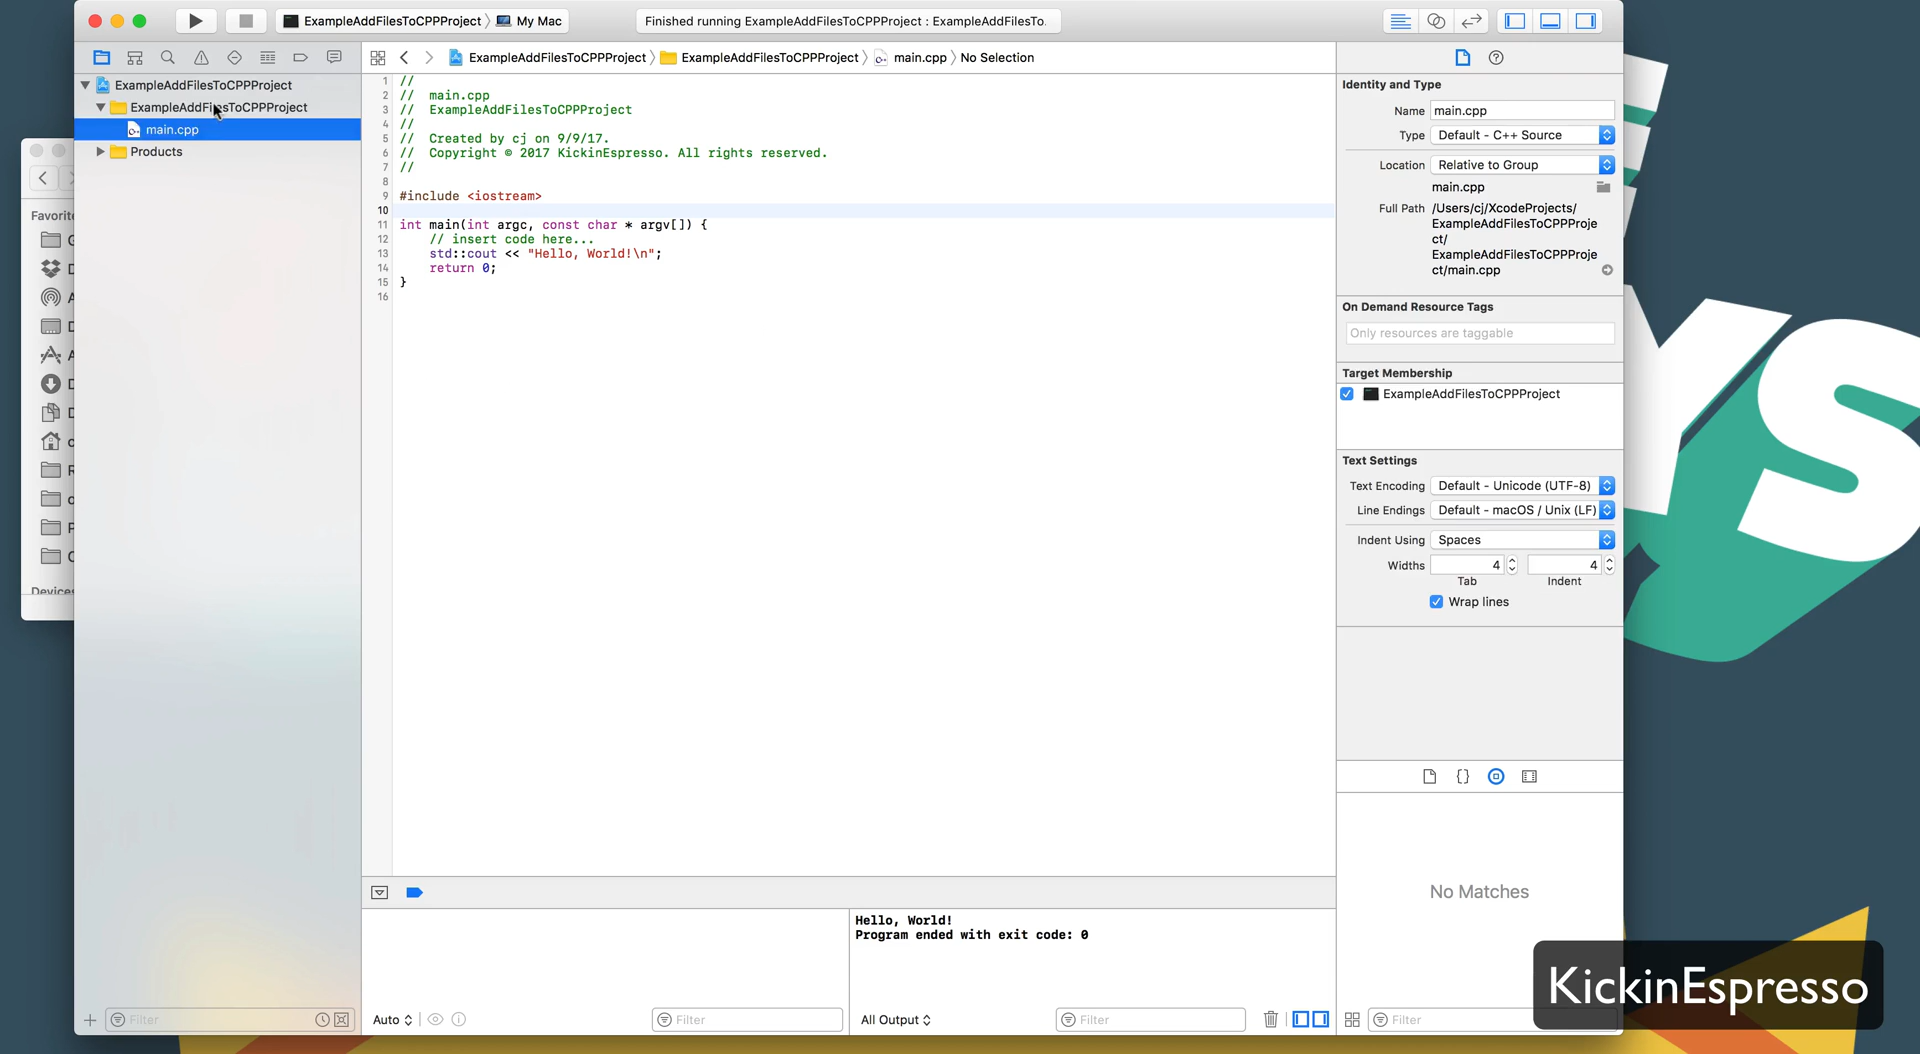 ExampleAddFilesToCPPProject
My Mac
Finished running ExampleAddFilesToCPPProject : ExampleAddFilesTo.
ExampleAddFilesToCPPProject
ExampleAddFilesToCPPProject
main.cpp
No Selection
ExampleAddFilesToCPPProject
ExampleAddFilesToCPPProject
main.cpp
Products
Favorite
Devices
1 //
2 //  main.cpp
3 //  ExampleAddFilesToCPPProject
4 //
5 //  Created by cj on 9/9/17.
6 //  Copyright © 2017 KickinEspresso. All rights reserved.
7 //
8
9 #include <iostream>
10
11 int main(int argc, const char * argv[]) {
12     // insert code here...
13     std::cout << "Hello, World!\n";
14     return 0;
15 }
16
Identity and Type
Name main.cpp
Type Default - C++ Source
Location Relative to Group
main.cpp
Full Path /Users/cj/XcodeProjects/
ExampleAddFilesToCPPProje
ct/
ExampleAddFilesToCPPProje
ct/main.cpp
On Demand Resource Tags
Only resources are taggable
Target Membership
ExampleAddFilesToCPPProject
Text Settings
Text Encoding Default - Unicode (UTF-8)
Line Endings Default - macOS / Unix (LF)
Indent Using Spaces
Widths 4 4
Tab Indent
Wrap lines
No Matches
Hello, World!
Program ended with exit code: 0
Filter
Auto
Filter
All Output
Filter
Filter
KickinEspresso